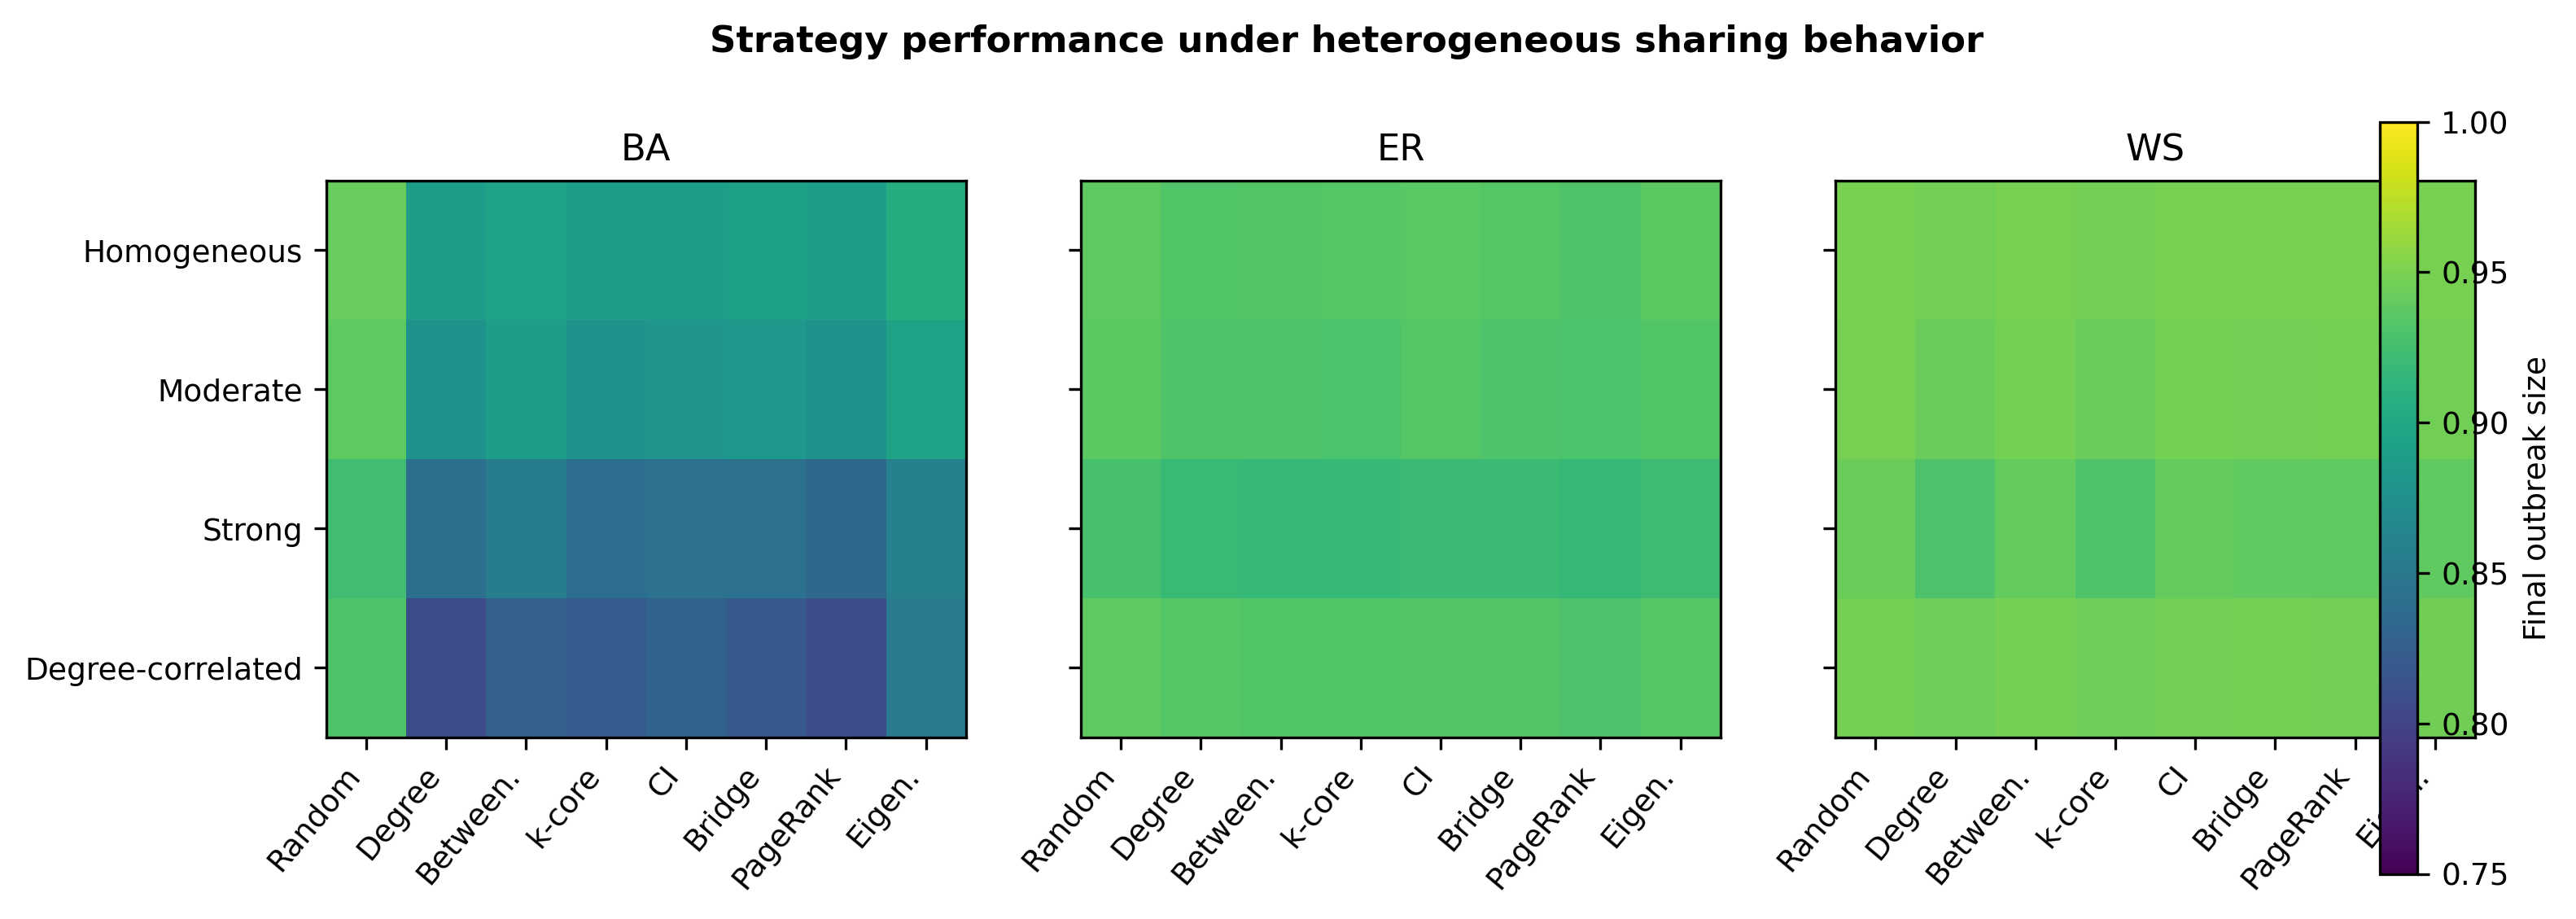 Strategy performance under heterogeneous sharing behavior
BA
ER
WS
Homogeneous
Moderate
Strong
Degree-correlated
Random
Degree
Between.
k-core
CI
Bridge
PageRank
Eigen.
Random
Degree
Between.
k-core
CI
Bridge
PageRank
Eigen.
Random
Degree
Between.
k-core
CI
Bridge
PageRank
1.00
0.95
0.90
0.85
0.80
0.75
Final outbreak size